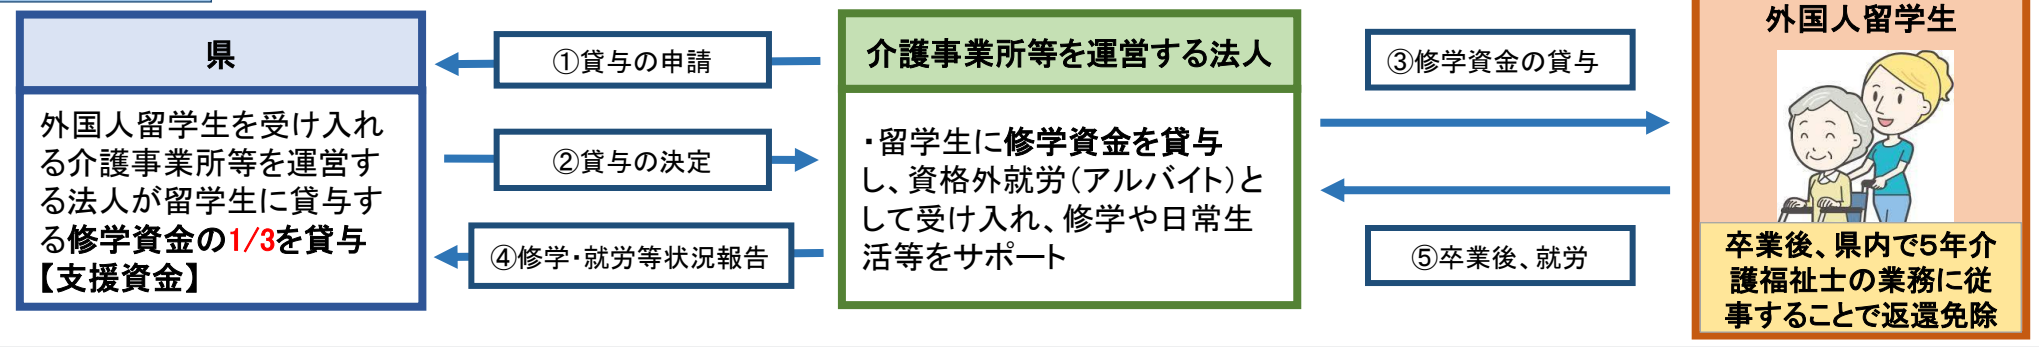 県
外国人留学生を受け入れ
る介護事業所等を運営す
る法人が留学生に貸与す
る修学資金の1/3を貸与
【支援資金】
①貸与の申請
②貸与の決定
④修学・就労等状況報告
介護事業所等を運営する法人
・留学生に修学資金を貸与
し、資格外就労（アルバイト）と
して受け入れ、修学や日常生
活等をサポート
③修学資金の貸与
⑤卒業後、就労
外国人留学生
卒業後、県内で５年介
護福祉士の業務に従
事することで返還免除